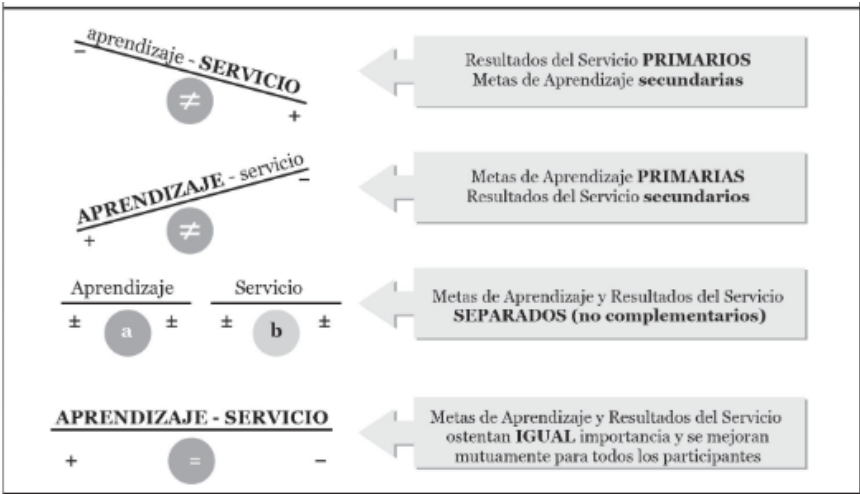 aprendizaje - SERVICIO
− +
≠
Resultados del Servicio PRIMARIOS
Metas de Aprendizaje secundarias
APRENDIZAJE - servicio
+ −
≠
Metas de Aprendizaje PRIMARIAS
Resultados del Servicio secundarios
Aprendizaje Servicio
± a ± ± b ±
Metas de Aprendizaje y Resultados del Servicio
SEPARADOS (no complementarios)
APRENDIZAJE - SERVICIO
+ = −
Metas de Aprendizaje y Resultados del Servicio
ostentan IGUAL importancia y se mejoran
mutuamente para todos los participantes